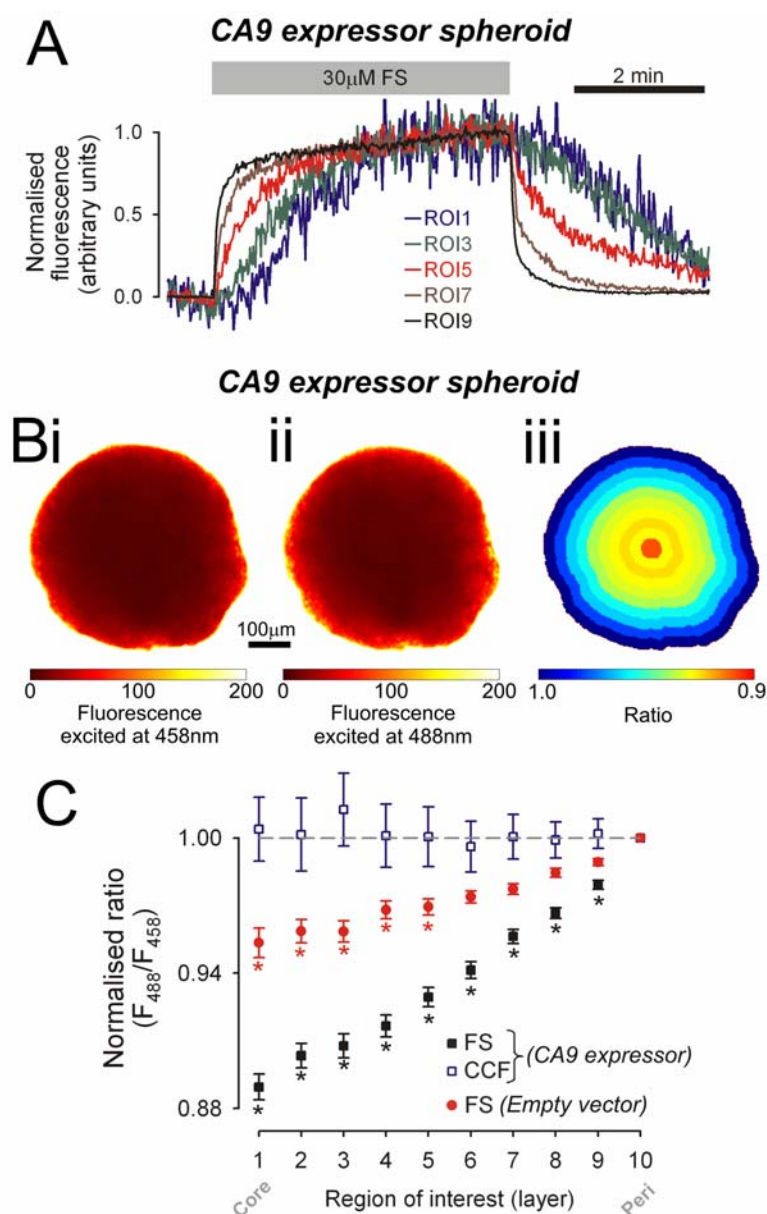 CA9 expressor spheroid
A
30µM FS
2 min
Normalised
fluorescence
(arbitrary units)
1.0
0.5
0.0
ROI1
ROI3
ROI5
ROI7
ROI9
CA9 expressor spheroid
Bi
ii
iii
100µm
0 100 200
Fluorescence
excited at 458nm
0 100 200
Fluorescence
excited at 488nm
1.0 0.9
Ratio
C
Normalised ratio
(F488/F458)
1.00
0.94
0.88
* * * * *
* * * * * * * * *
FS
CCF
(CA9 expressor)
FS (Empty vector)
1 2 3 4 5 6 7 8 9 10
Core
Peri
Region of interest (layer)